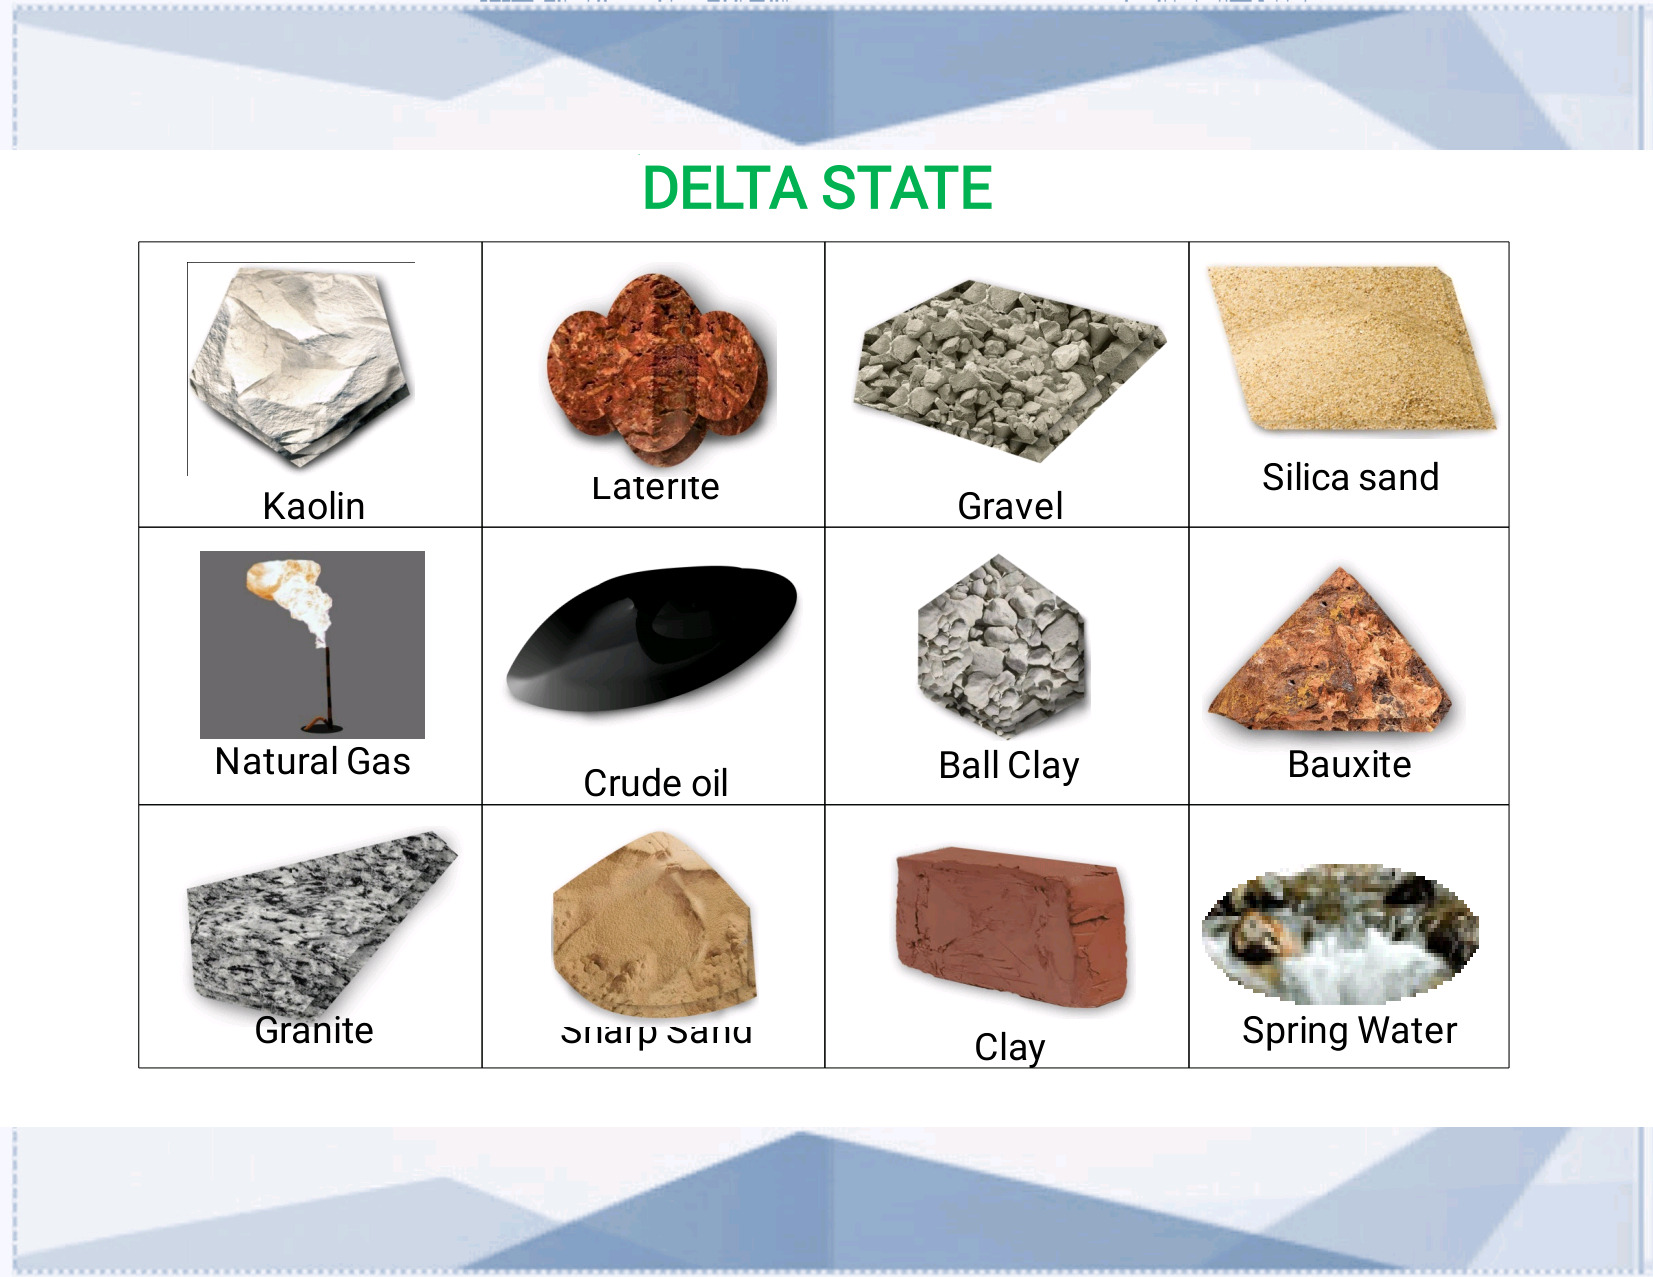 DELTA STATE
Kaolin
Laterite
Gravel
Silica sand
Natural Gas
Crude oil
Ball Clay
Bauxite
Granite
Sharp Sand
Clay
Spring Water